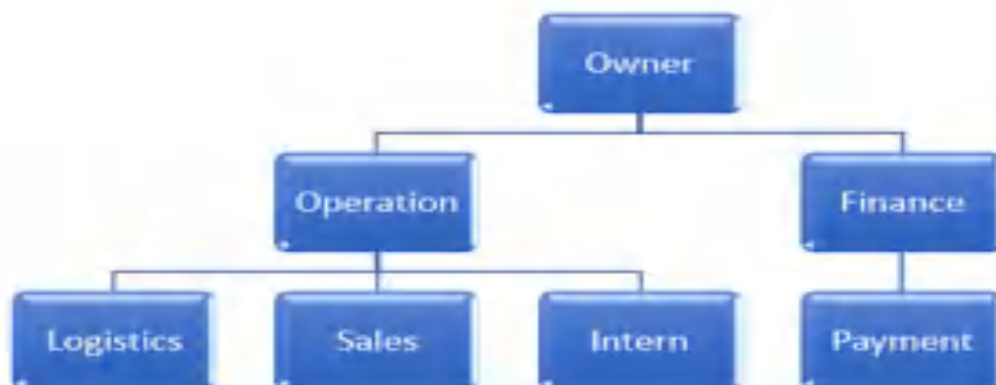 Owner
Operation
Finance
Logistics
Sales
Intern
Payment